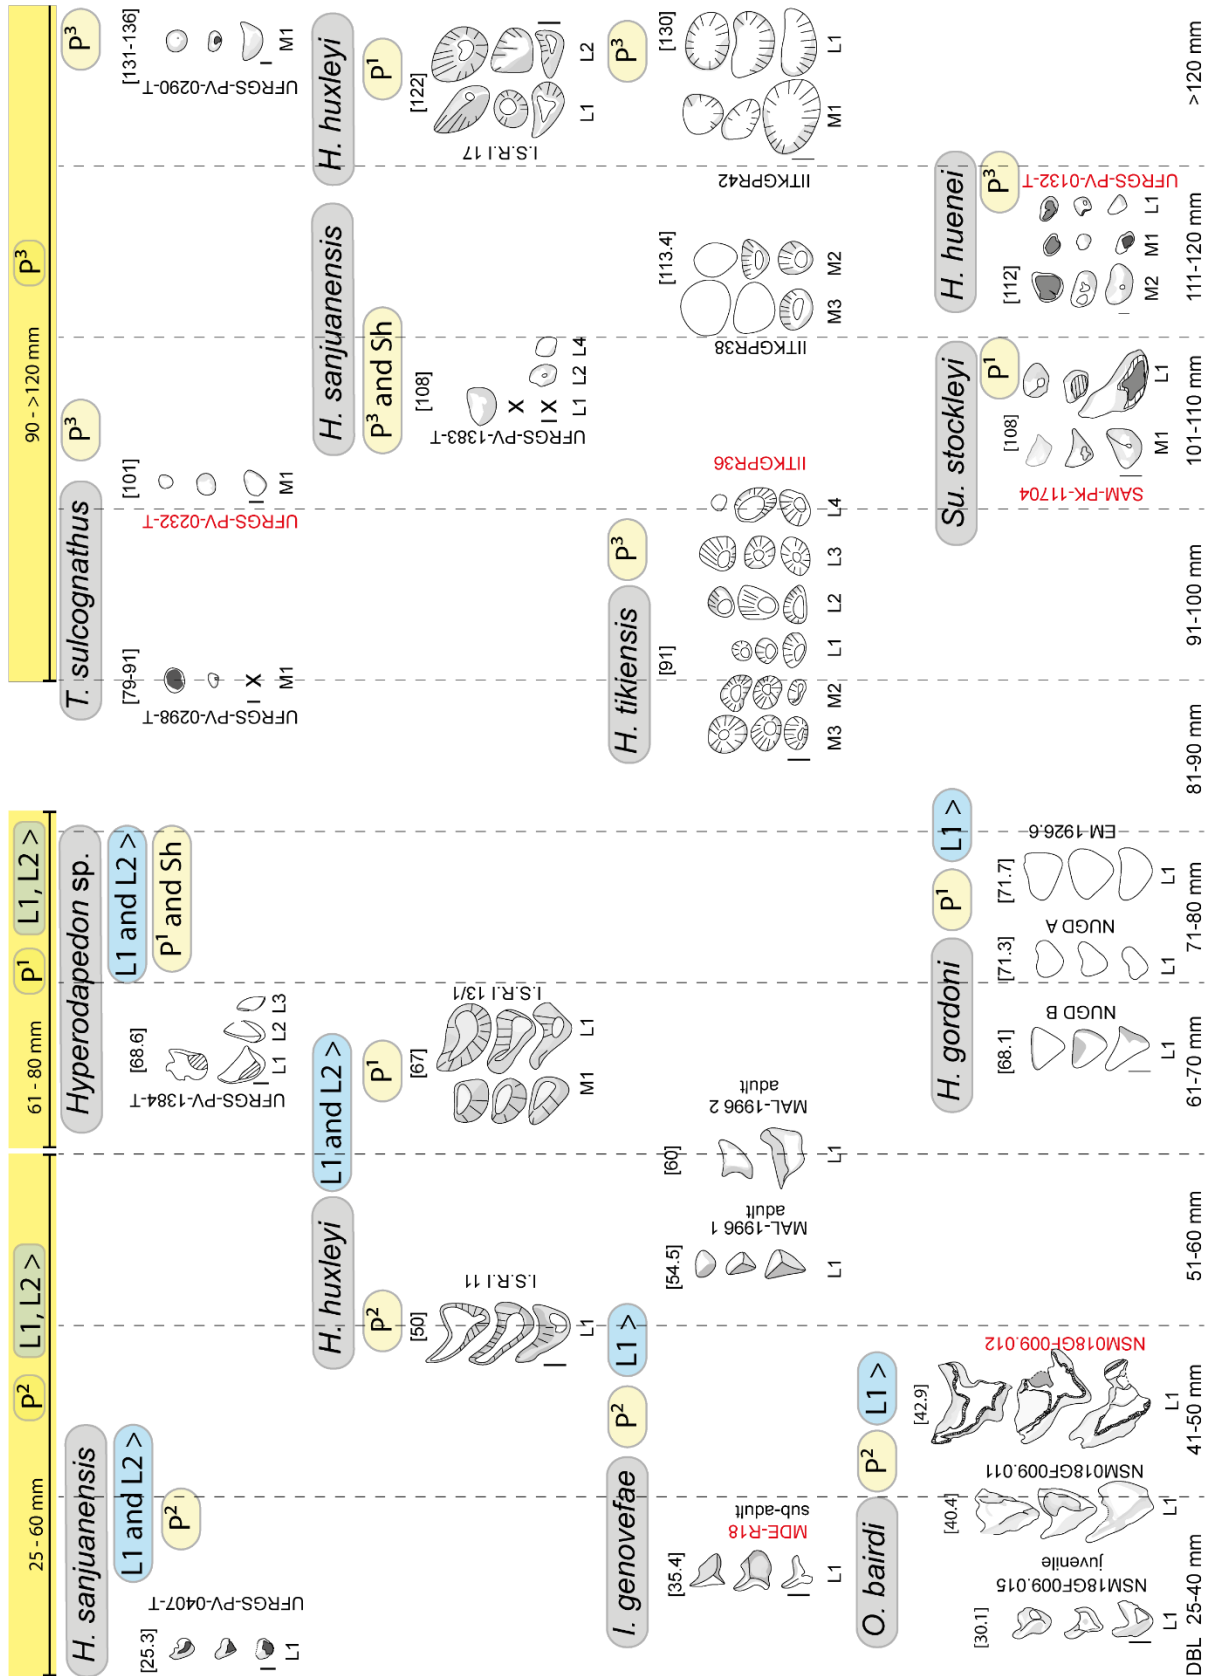 25 - 60 mm P² L1, L2 >
61 - 80 mm P¹ L1, L2 >
90 - >120 mm P³
H. sanjuanensis
L1 and L2 >
P²
[25.3]
UFRGS-PV-0407-T
L1
Hyperodapedon sp.
L1 and L2 >
P¹ and Sh
[68.6]
UFRGS-PV-1384-T
L1 L2 L3
T. sulcognathus P³
[79-91]
UFRGS-PV-0298-T
X
M1
[101]
UFRGS-PV-0232-T
M1
P³
[131-136]
UFRGS-PV-0290-T
M1
H. huxleyi L1 and L2 >
P²
[50]
I.S.R.I 11
L1
P¹
[67]
I.S.R.I 13/1
M1 L1
H. sanjuanensis
P³ and Sh
[108]
UFRGS-PV-1383-T
X
X
L1 L2 L4
H. huxleyi
P¹
[122]
I.S.R.I 17
L1 L2
I. genovefae P² L1 >
[35.4]
MDE-R18
sub-adult
L1
[54.5]
MAL-1996 1
adult
L1
[60]
MAL-1996 2
adult
L1
H. tikiensis P³
[91]
IITKGPR36
M3 M2 L1 L2 L3 L4
[113.4]
IITKGPR38
M3 M2
P³
[130]
IITKGPR42
M1 L1
O. bairdi P² L1 >
[30.1]
NSM018GF009.015
juvenile
L1
[40.4]
NSM018GF009.011
L1
[42.9]
NSM018GF009.012
L1
H. gordoni P¹ L1 >
[68.1]
NUGD B
L1
[71.3]
NUGD A
L1
[71.7]
EM 1926.6
L1
Su. stockleyi
P¹
[108]
SAM-PK-11704
M1 L1
H. huenei
P³
[112]
UFRGS-PV-0132-T
M2 M1 L1
DBL 25-40 mm 41-50 mm 51-60 mm 61-70 mm 71-80 mm 81-90 mm 91-100 mm 101-110 mm 111-120 mm >120 mm